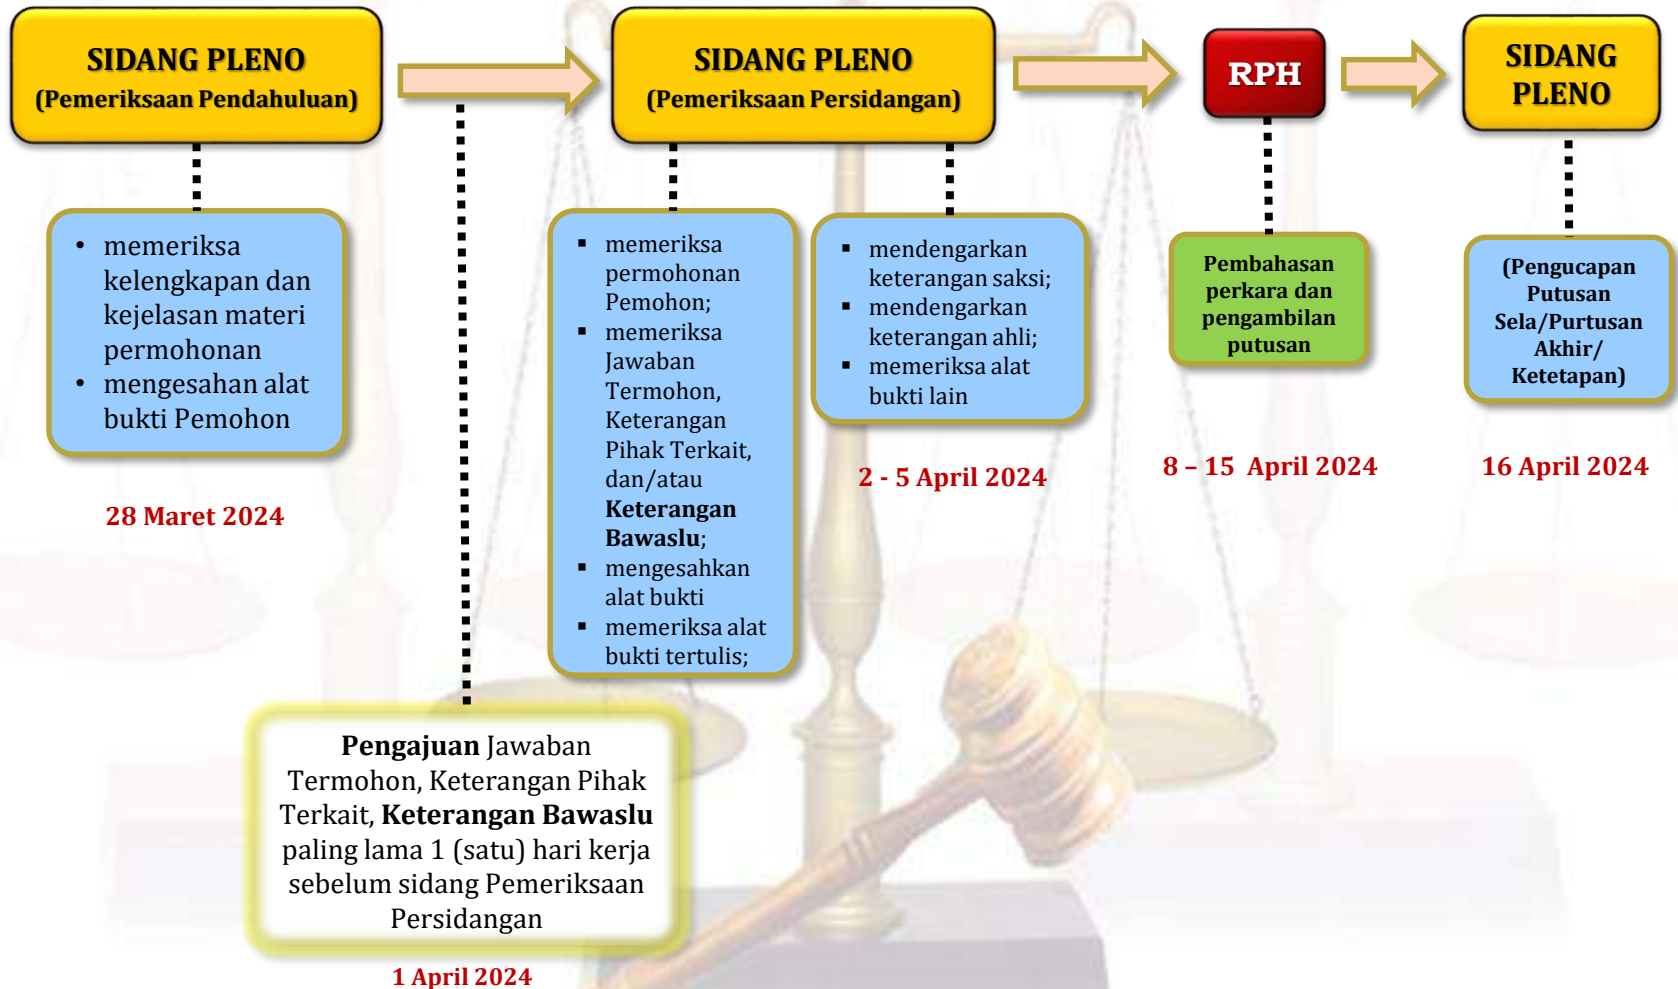 SIDANG PLENO
(Pemeriksaan Pendahuluan)
• memeriksa
kelengkapan dan
kejelasan materi
permohonan
• mengesahan alat
bukti Pemohon
28 Maret 2024
Pengajuan Jawaban
Termohon, Keterangan Pihak
Terkait, Keterangan Bawaslu
paling lama 1 (satu) hari kerja
sebelum sidang Pemeriksaan
Persidangan
1 April 2024
SIDANG PLENO
(Pemeriksaan Persidangan)
▪ memeriksa
permohonan
Pemohon;
▪ memeriksa
Jawaban
Termohon,
Keterangan
Pihak Terkait,
dan/atau
Keterangan
Bawaslu;
▪ mengesahkan
alat bukti
▪ memeriksa alat
bukti tertulis;
▪ mendengarkan
keterangan saksi;
▪ mendengarkan
keterangan ahli;
▪ memeriksa alat
bukti lain
2 - 5 April 2024
RPH
Pembahasan
perkara dan
pengambilan
putusan
8 – 15 April 2024
SIDANG
PLENO
(Pengucapan
Putusan
Sela/Purtusan
Akhir/
Ketetapan)
16 April 2024